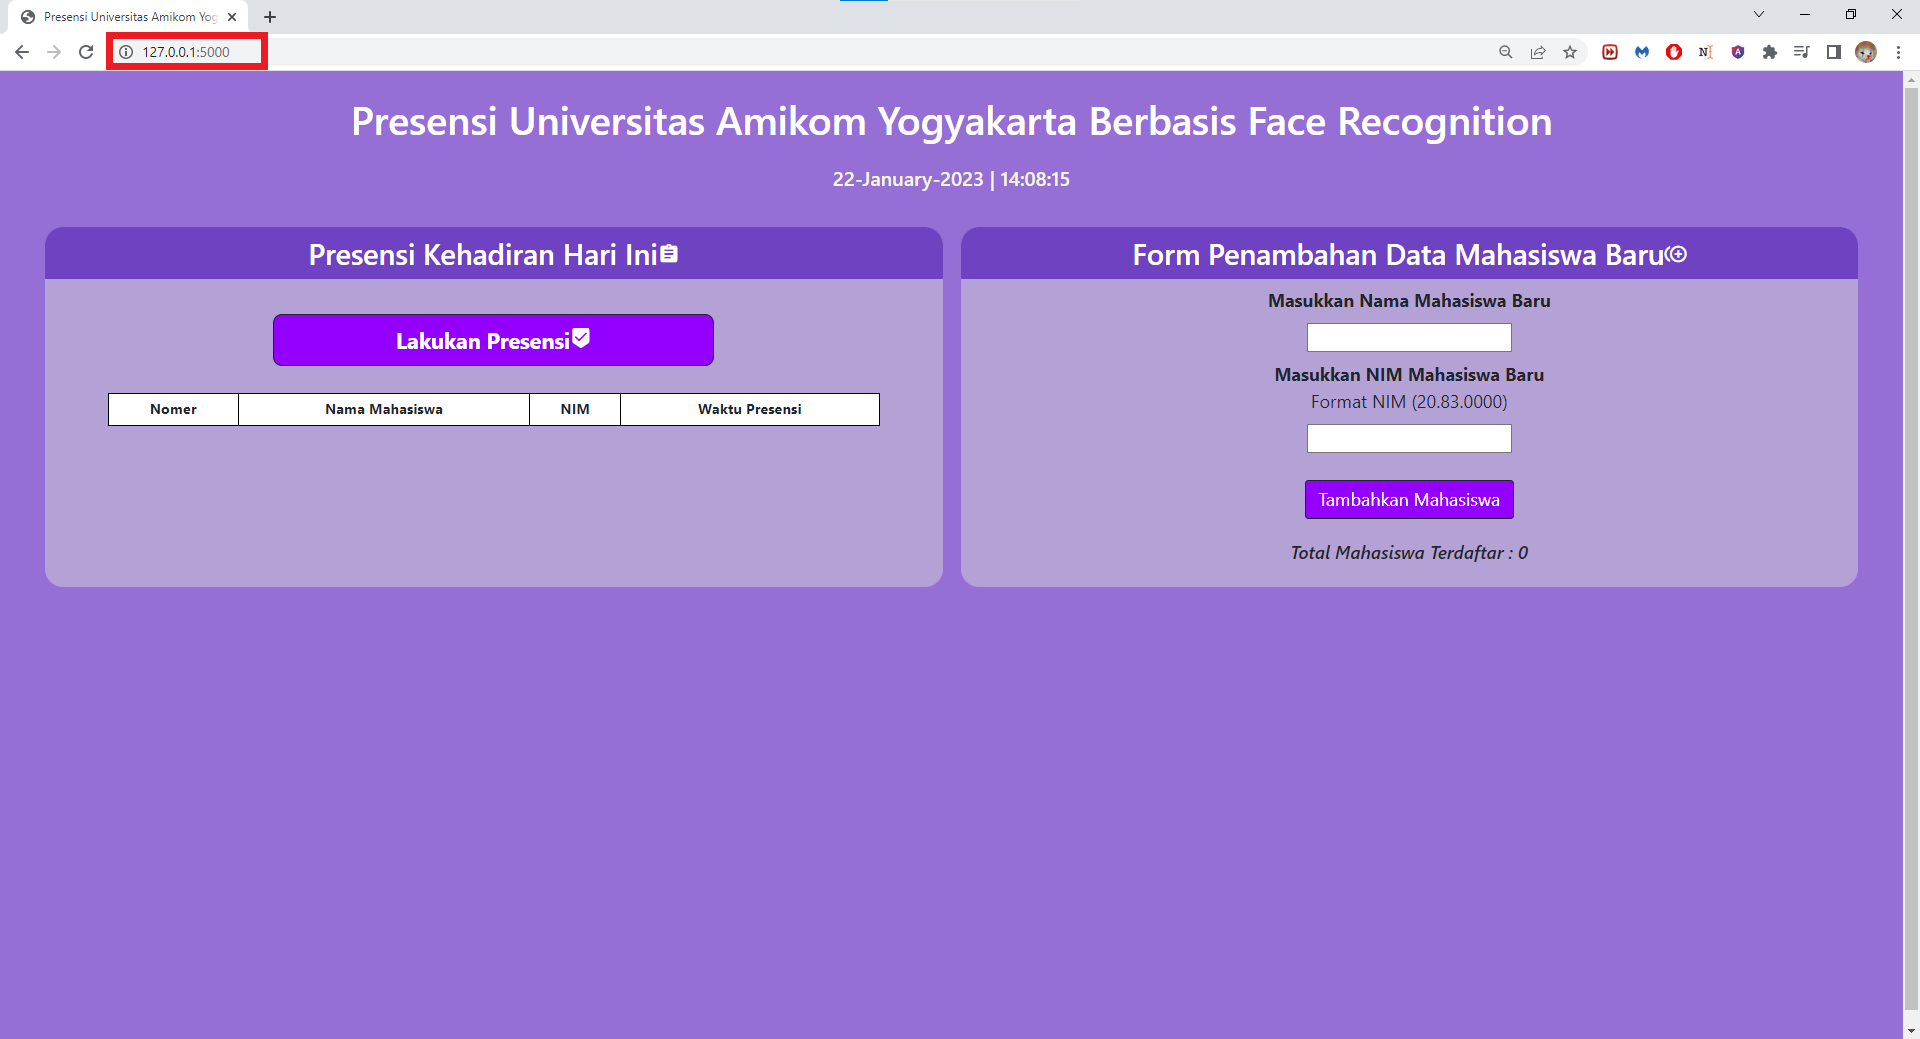 Presensi Universitas Amikom Yog
127.0.0.1:5000
Presensi Universitas Amikom Yogyakarta Berbasis Face Recognition
22-January-2023 | 14:08:15
Presensi Kehadiran Hari Ini
Lakukan Presensi
Nomer Nama Mahasiswa NIM Waktu Presensi
Form Penambahan Data Mahasiswa Baru
Masukkan Nama Mahasiswa Baru
Masukkan NIM Mahasiswa Baru
Format NIM (20.83.0000)
Tambahkan Mahasiswa
Total Mahasiswa Terdaftar : 0